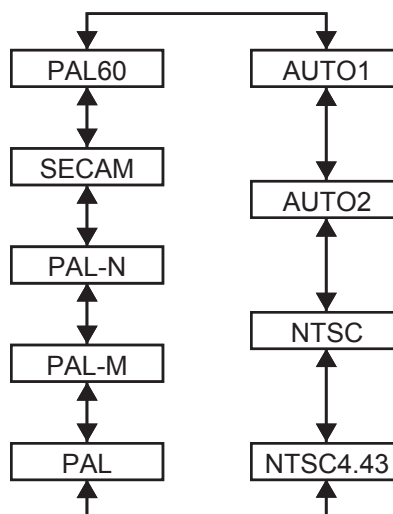 PAL60
SECAM
PAL-N
PAL-M
PAL
AUTO1
AUTO2
NTSC
NTSC4.43